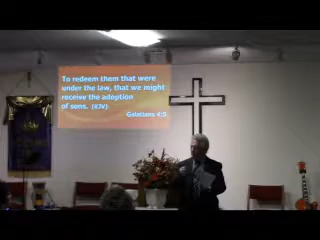 To redeem them that were
under the law, that we might
receive the adoption
of sons. (KJV)
Galatians 4:5